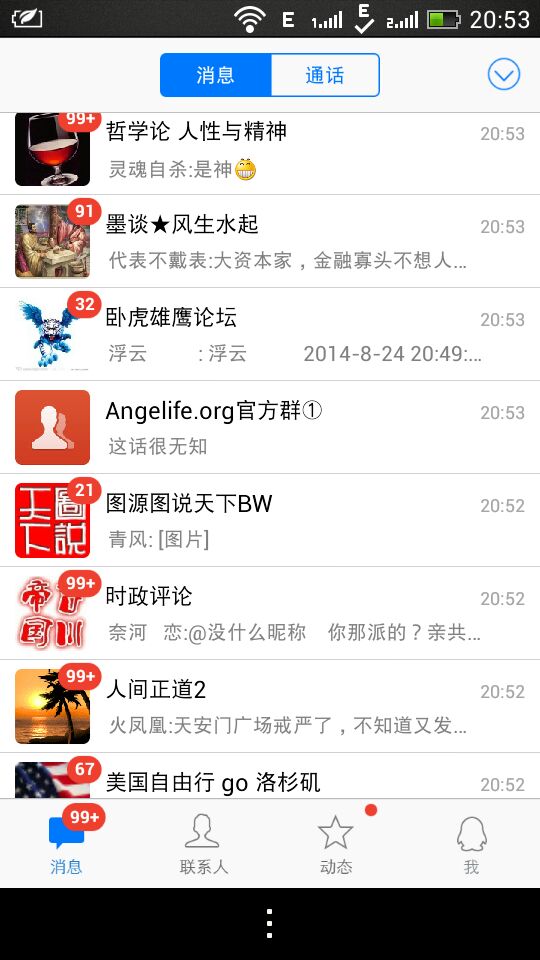 E 1. E 2. 20:53
消息 通话
99+
哲学论 人性与精神 20:53
灵魂自杀:是神
91
墨谈★风生水起 20:53
代表不戴表:大资本家，金融寡头不想人...
32
卧虎雄鹰论坛 20:53
浮云 : 浮云 2014-8-24 20:49:...
Angelife.org官方群① 20:53
这话很无知
21
图源图说天下BW 20:52
青风: [图片]
天下圖説
99+
时政评论 20:52
奈河 恋:@没什么昵称 你那派的？亲共...
99+
人间正道2 20:52
火凤凰:天安门广场戒严了，不知道又发...
67
美国自由行 go 洛杉矶 20:52
99+
消息 联系人 动态 我